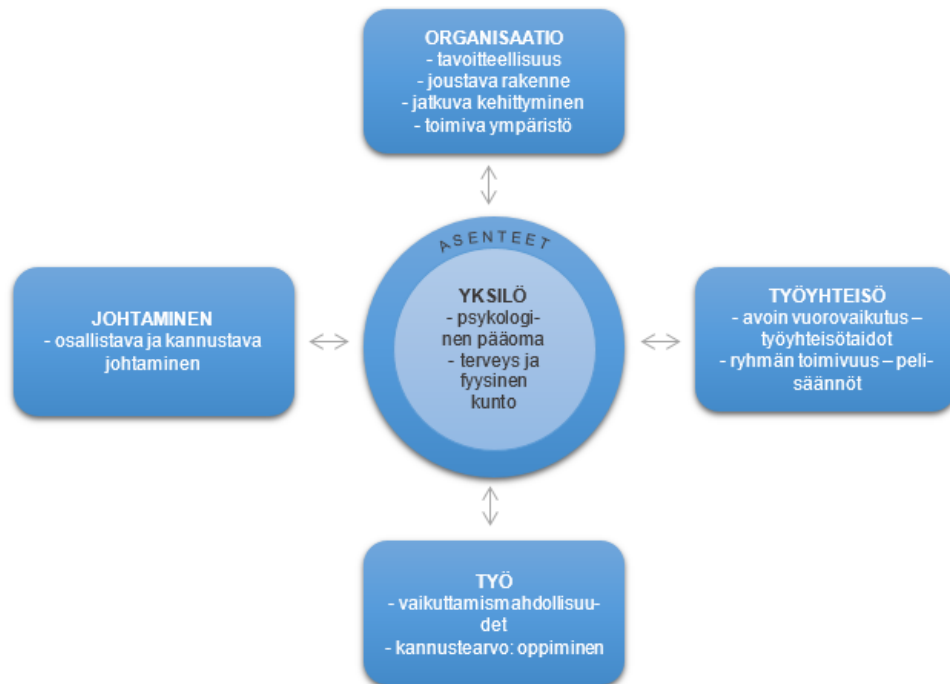 ORGANISAATIO
- tavoitteellisuus
- joustava rakenne
- jatkuva kehittyminen
- toimiva ympäristö
ASENTEET
YKSILÖ
- psykologi-
nen pääoma
- terveys ja
fyysinen
kunto
JOHTAMINEN
- osallistava ja kannustava
johtaminen
TYÖYHTEISÖ
- avoin vuorovaikutus –
työyhteisötaidot
- ryhmän toimivuus – peli-
säännöt
TYÖ
- vaikuttamismahdollisuu-
det
- kannustearvo: oppiminen